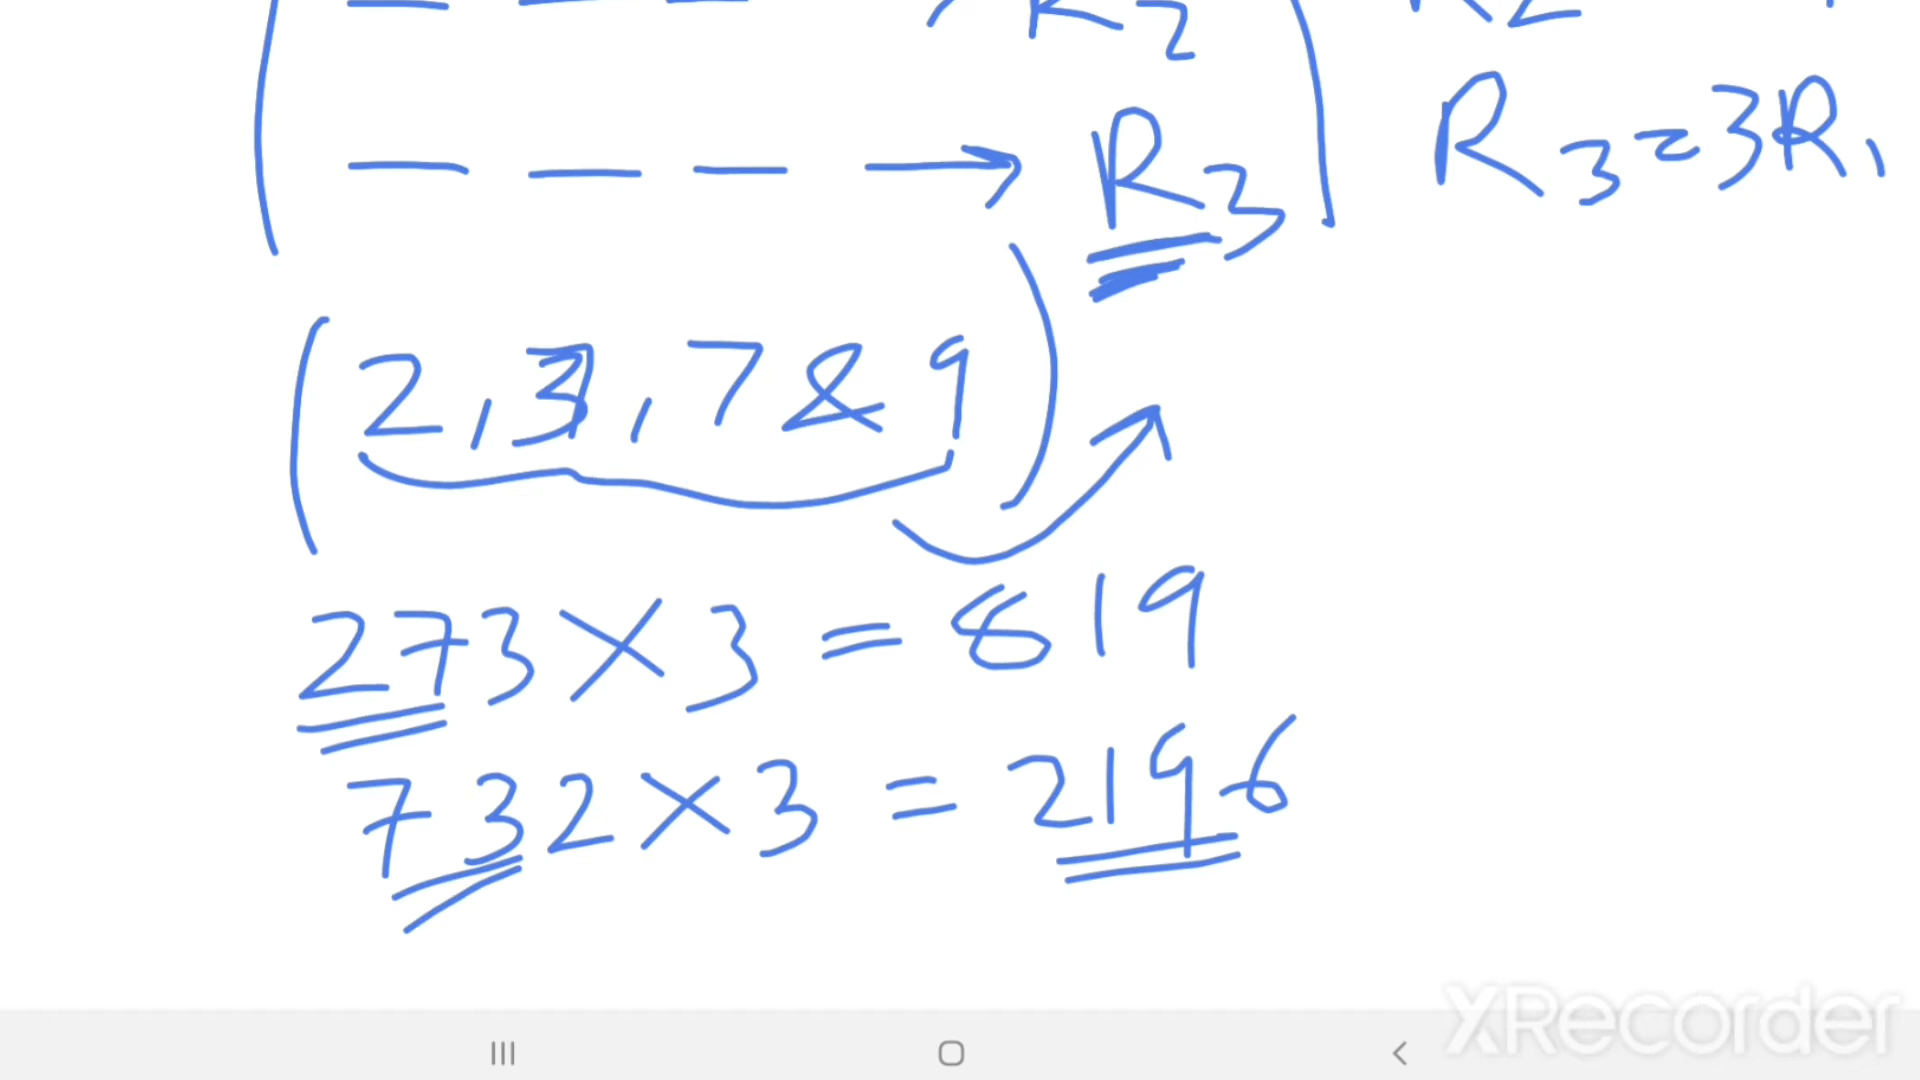 R2
R3
R3=3R1
(2,3,7&9)
273×3=819
732×3=2196
XRecorder